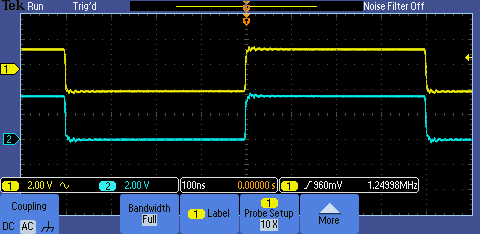 Tek Run Trig'd Noise Filter Off
T
1
2
1 2.00 V 2 2.00 V 100ns 0.00000 s 1 960mV 1.24998MHz
Coupling
DC AC
Bandwidth
Full
1 Label
1
Probe Setup
10 X
More